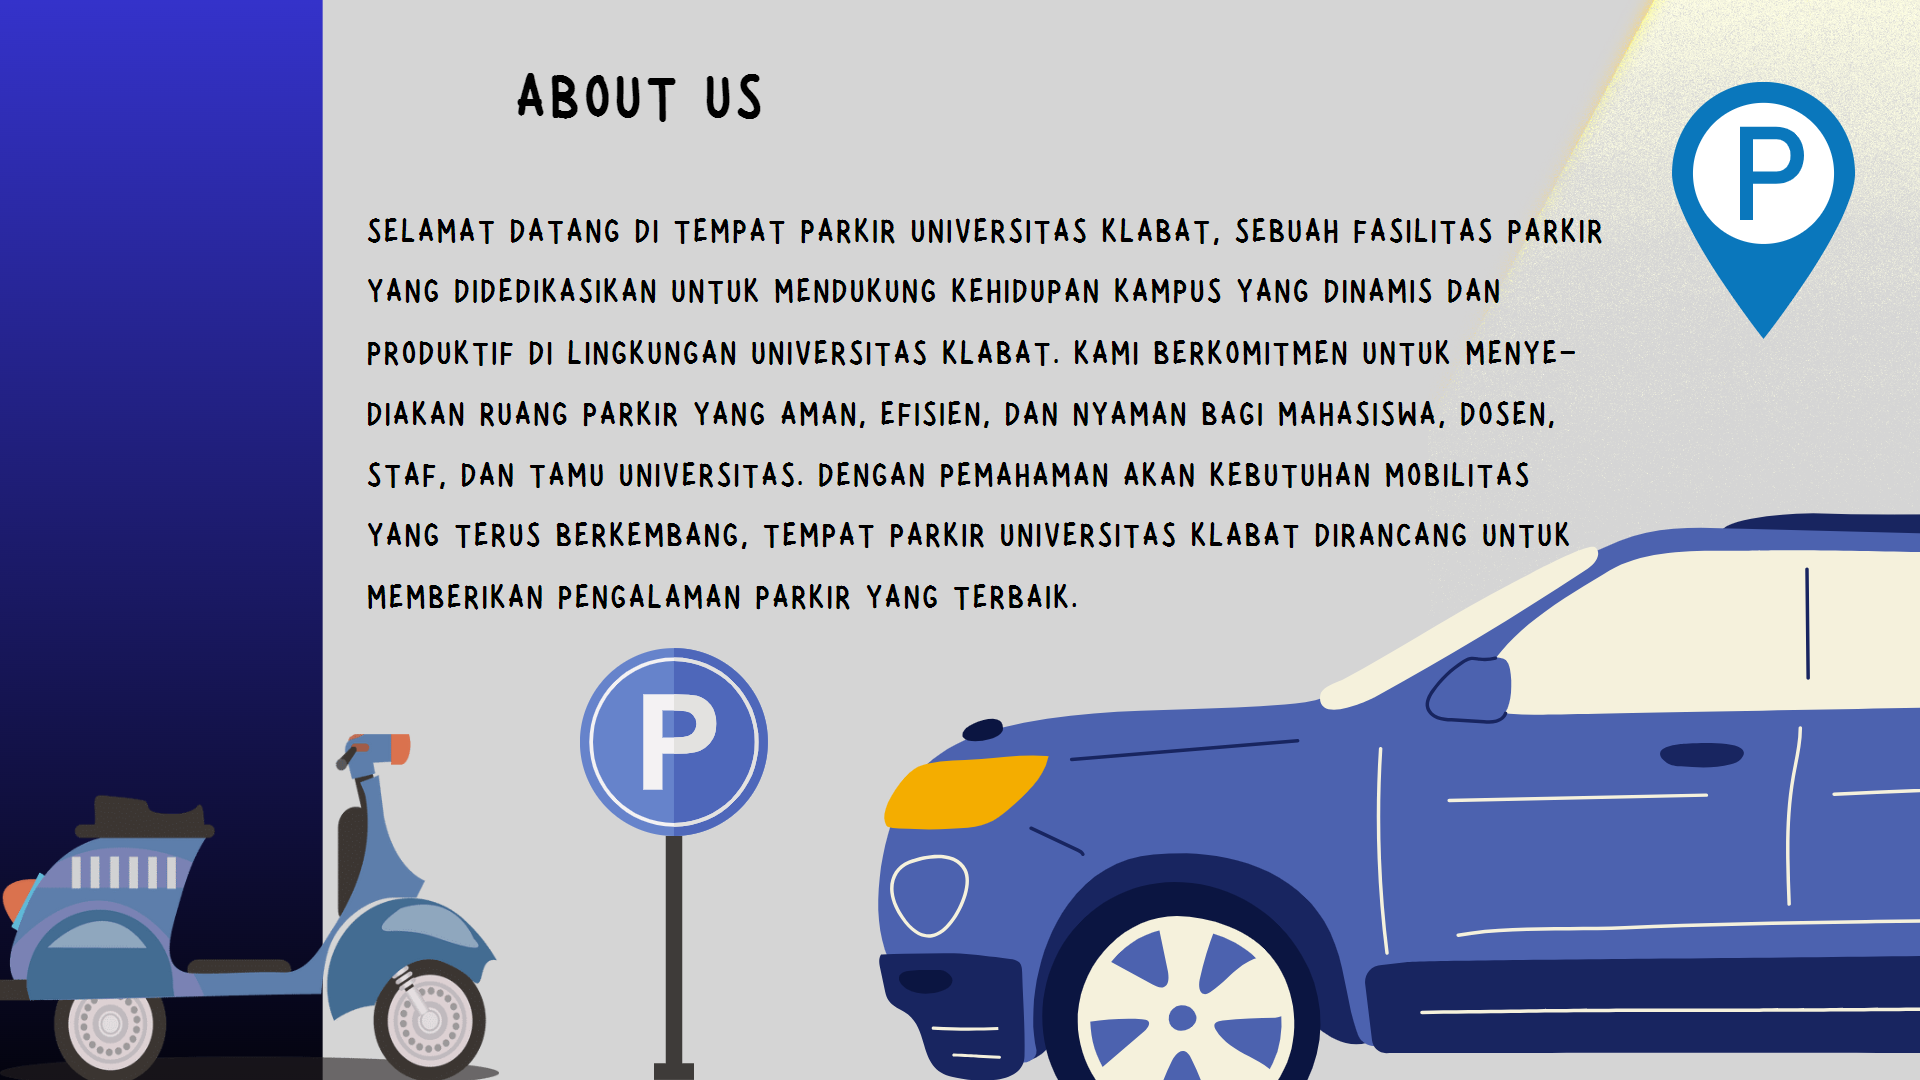 ABOUT US
P
SELAMAT DATANG DI TEMPAT PARKIR UNIVERSITAS KLABAT, SEBUAH FASILITAS PARKIR
YANG DIDEDIKASIKAN UNTUK MENDUKUNG KEHIDUPAN KAMPUS YANG DINAMIS DAN
PRODUKTIF DI LINGKUNGAN UNIVERSITAS KLABAT. KAMI BERKOMITMEN UNTUK MENYE-
DIAKAN RUANG PARKIR YANG AMAN, EFISIEN, DAN NYAMAN BAGI MAHASISWA, DOSEN,
STAF, DAN TAMU UNIVERSITAS. DENGAN PEMAHAMAN AKAN KEBUTUHAN MOBILITAS
YANG TERUS BERKEMBANG, TEMPAT PARKIR UNIVERSITAS KLABAT DIRANCANG UNTUK
MEMBERIKAN PENGALAMAN PARKIR YANG TERBAIK.
P